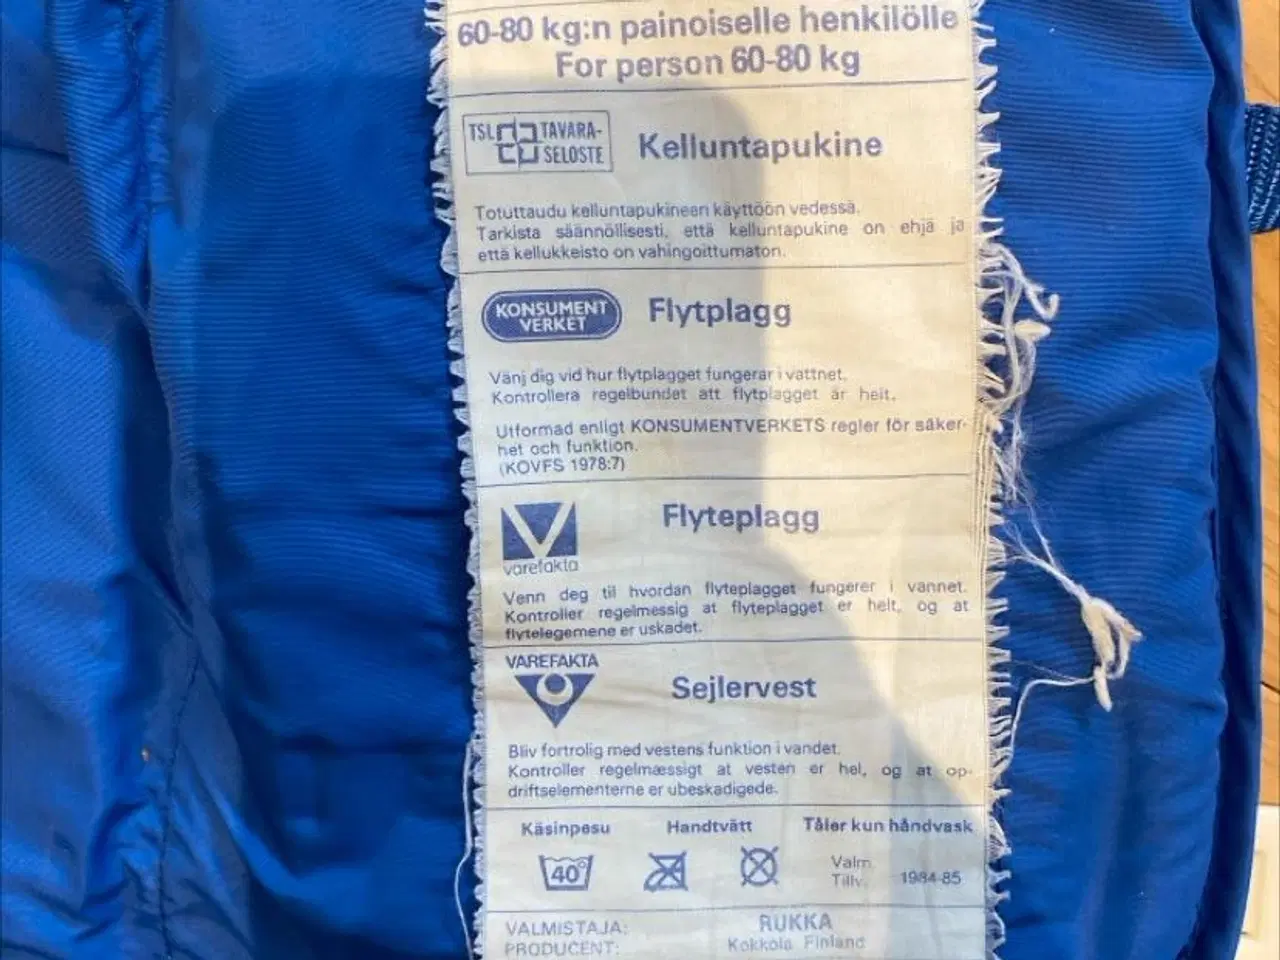 60-80 kg:n painoiselle henkilölle
For person 60-80 kg
TSL TAVARA-
SELOSTE
Kelluntapukine
Totuttaudu kelluntapukineen käyttöön vedessä.
Tarkista säännöllisesti, että kelluntapukine on ehjä ja
että kellukkeisto on vahingoittumaton.
KONSUMENT
VERKET
Flytplagg
Vänj dig vid hur flytplagget fungerar i vattnet.
Kontrollera regelbundet att flytplagget är helt.
Utformad enligt KONSUMENTVERKETS regler för säker-
het och funktion.
(KOVFS 1978:7)
varefakta
Flyteplagg
Venn deg til hvordan flyteplagget fungerer i vannet.
Kontroller regelmessig at flyteplagget er helt, og at
flytelegemene er uskadet.
VAREFAKTA
Sejlervest
Bliv fortrolig med vestens funktion i vandet.
Kontroller regelmæssigt at vesten er hel, og at op-
driftselementerne er ubeskadigede.
Käsinpesu Handtvätt Tåler kun håndvask
40° Valm.
Tillv. 1984-85
VALMISTAJA: RUKKA
PRODUCENT: Kokkola Finland